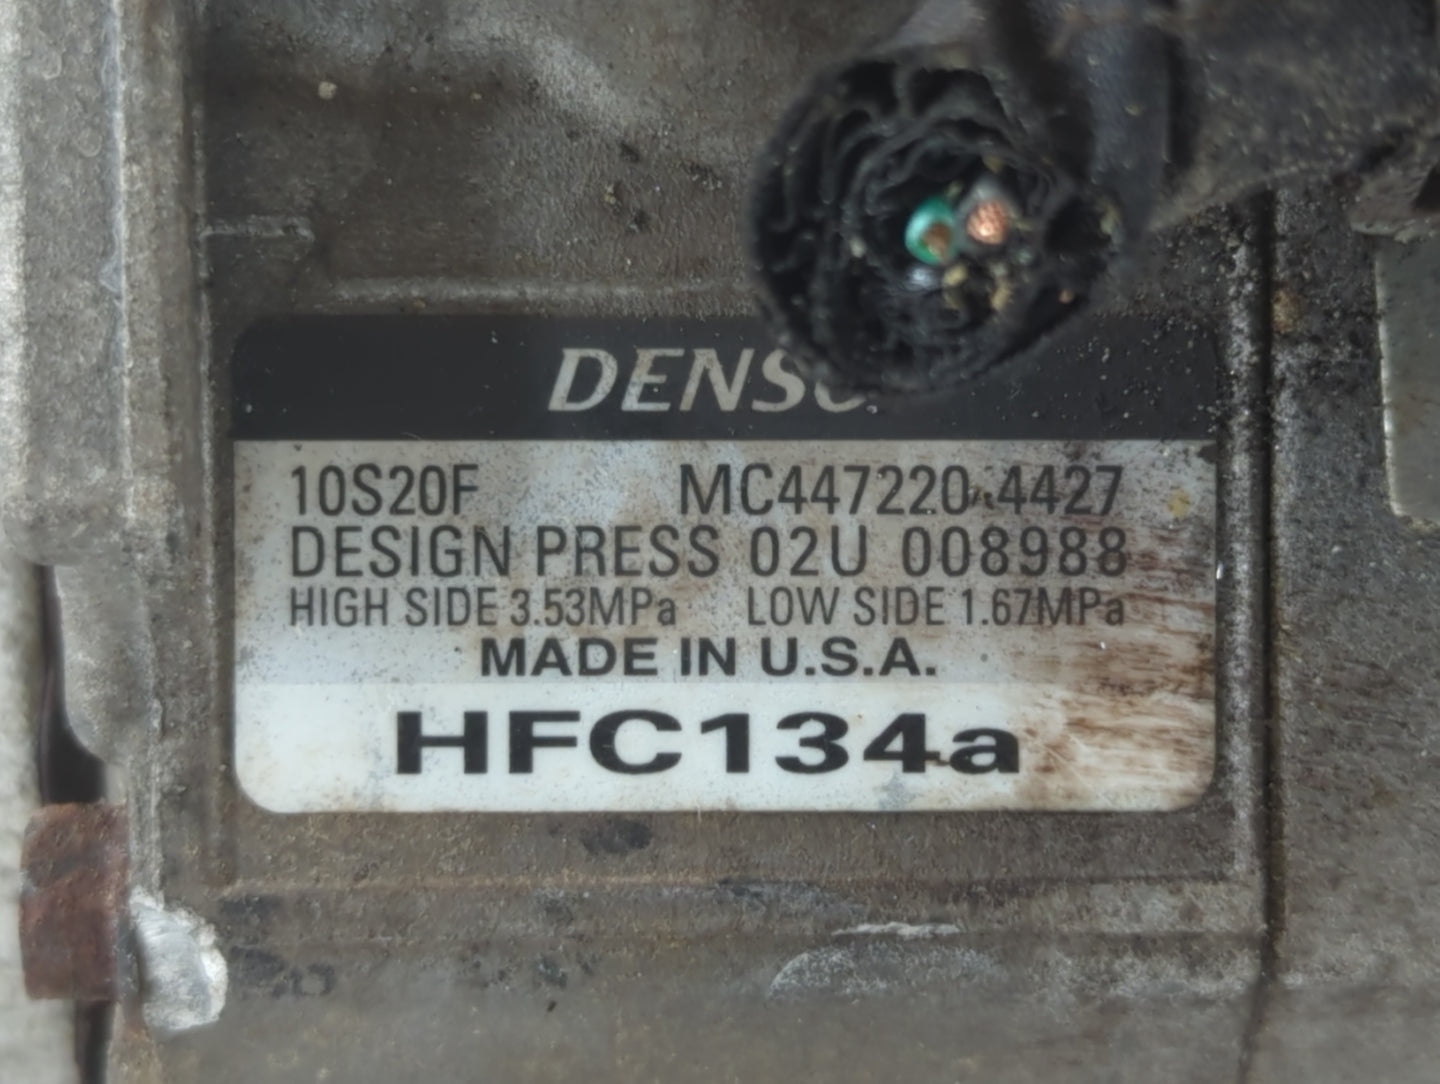 DENSO
10S20F MC447220-4427
DESIGN PRESS 02U 008988
HIGH SIDE 3.53MPa LOW SIDE 1.67MPa
MADE IN U.S.A.
HFC134a